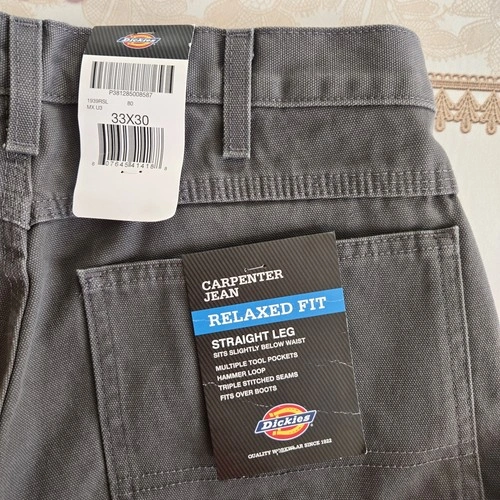 Dickies
P381285008587
1939RSL 80
MX U3
33X30
CARPENTER
JEAN
RELAXED FIT
STRAIGHT LEG
SITS SLIGHTLY BELOW WAIST
MULTIPLE TOOL POCKETS
HAMMER LOOP
TRIPLE STITCHED SEAMS
FITS OVER BOOTS
Dickies
QUALITY WORKWEAR SINCE 1922